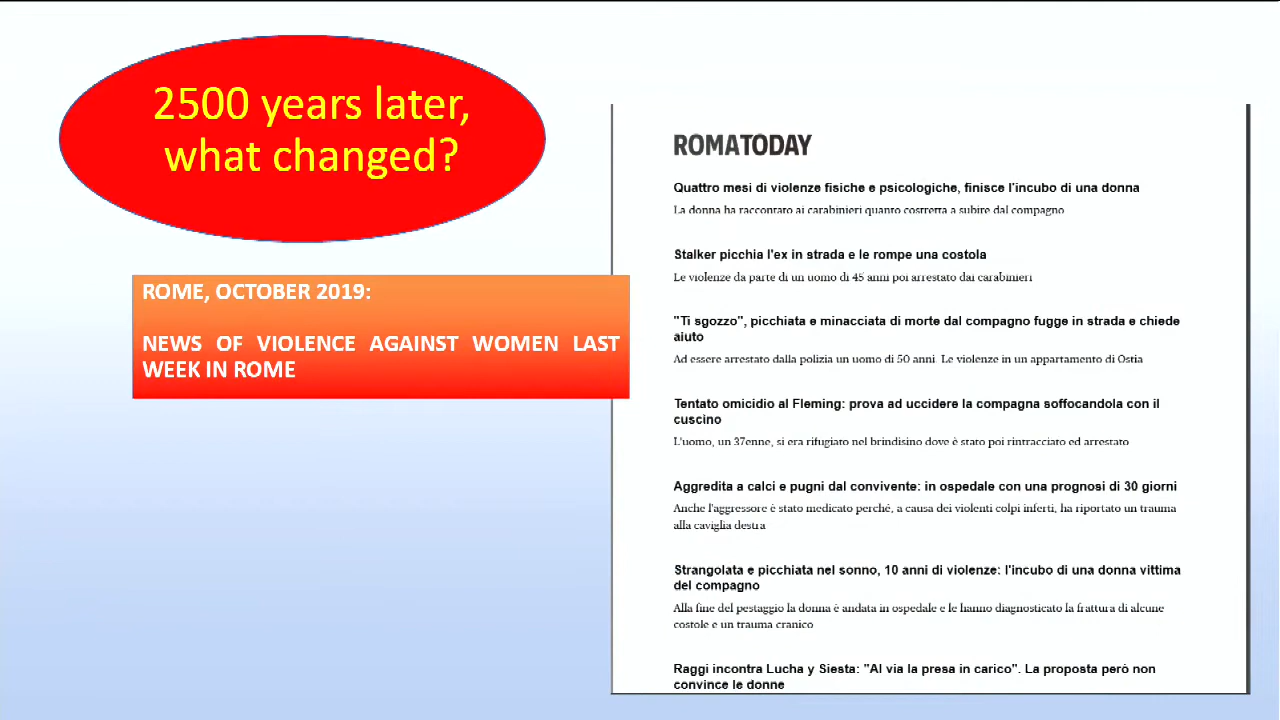 2500 years later,
what changed?
ROME, OCTOBER 2019:
NEWS OF VIOLENCE AGAINST WOMEN LAST
WEEK IN ROME
ROMATODAY
Quattro mesi di violenze fisiche e psicologiche, finisce l'incubo di una donna
La donna ha raccontato ai carabinieri quanto costretta a subire dal compagno
Stalker picchia l'ex in strada e le rompe una costola
Le violenze da parte di un uomo di 45 anni poi arrestato dai carabinieri
"Ti sgozzo", picchiata e minacciata di morte dal compagno fugge in strada e chiede
aiuto
Ad essere arrestato dalla polizia un uomo di 50 anni. Le violenze in un appartamento di Ostia
Tentato omicidio al Fleming: prova ad uccidere la compagna soffocandola con il
cuscino
L'uomo, un 37enne, si era rifugiato nel brindisino dove è stato poi rintracciato ed arrestato
Aggredita a calci e pugni dal convivente: in ospedale con una prognosi di 30 giorni
Anche l'aggressore è stato medicato perché, a causa dei violenti colpi inferti, ha riportato un trauma
alla caviglia destra
Strangolata e picchiata nel sonno, 10 anni di violenze: l'incubo di una donna vittima
del compagno
Alla fine del pestaggio la donna è andata in ospedale e le hanno diagnosticato la frattura di alcune
costole e un trauma cranico
Raggi incontra Lucha y Siesta: "Al via la presa in carico". La proposta però non
convince le donne